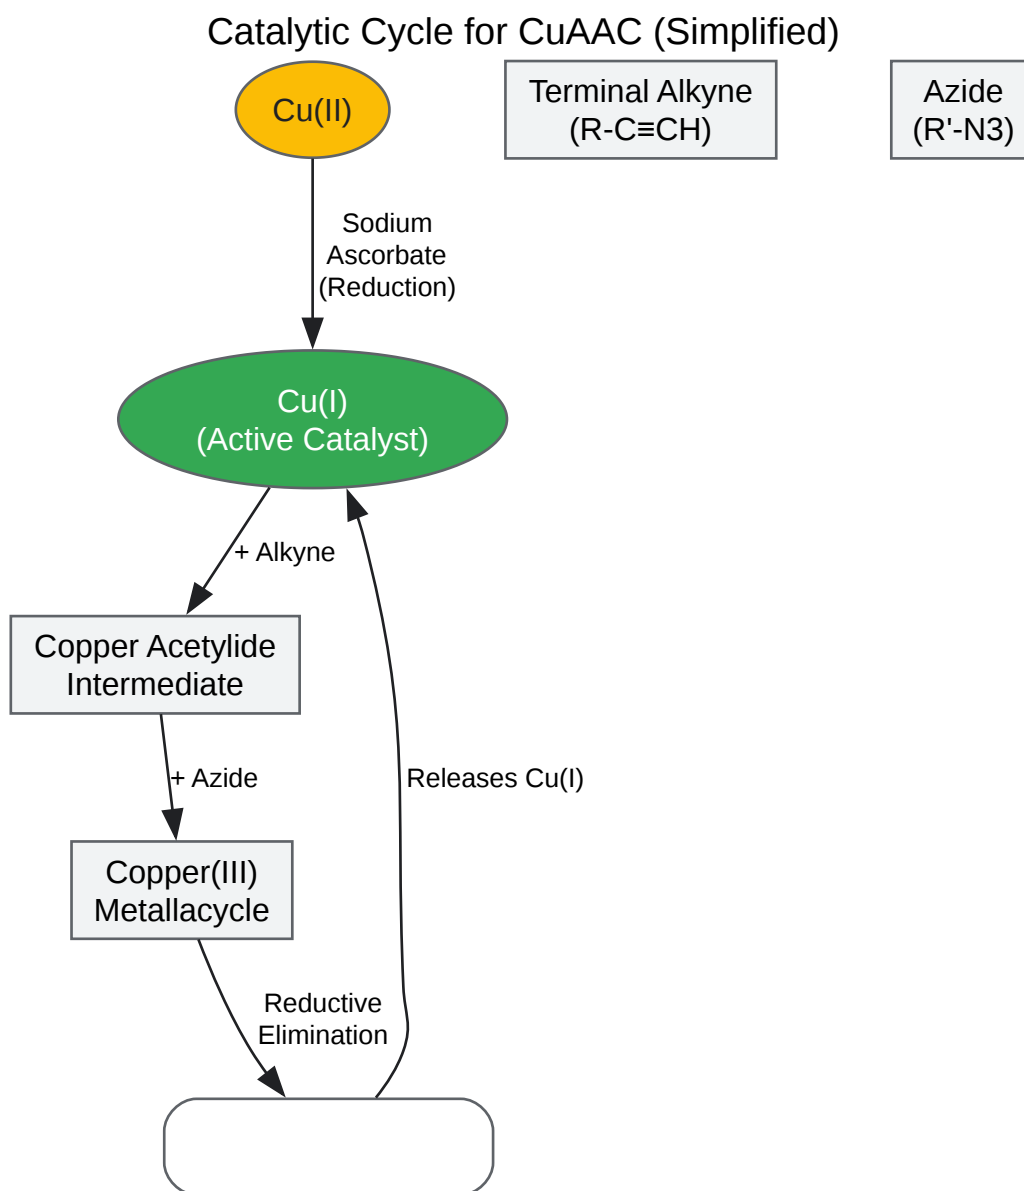 Catalytic Cycle for CuAAC (Simplified)
Cu(II)
Terminal Alkyne
(R-C≡CH)
Azide
(R'-N3)
Sodium
Ascorbate
(Reduction)
Cu(I)
(Active Catalyst)
+ Alkyne
Copper Acetylide
Intermediate
+ Azide
Releases Cu(I)
Copper(III)
Metallacycle
Reductive
Elimination